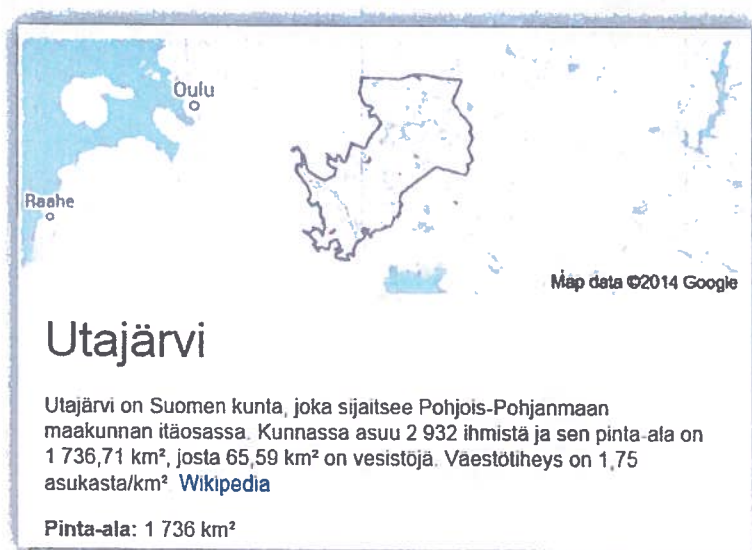 Oulu
Raahe
Map data ©2014 Google
Utajärvi
Utajärvi on Suomen kunta, joka sijaitsee Pohjois-Pohjanmaan
maakunnan itäosassa. Kunnassa asuu 2 932 ihmistä ja sen pinta-ala on
1 736,71 km², josta 65,59 km² on vesistöjä. Väestötiheys on 1,75
asukasta/km². Wikipedia
Pinta-ala: 1 736 km²